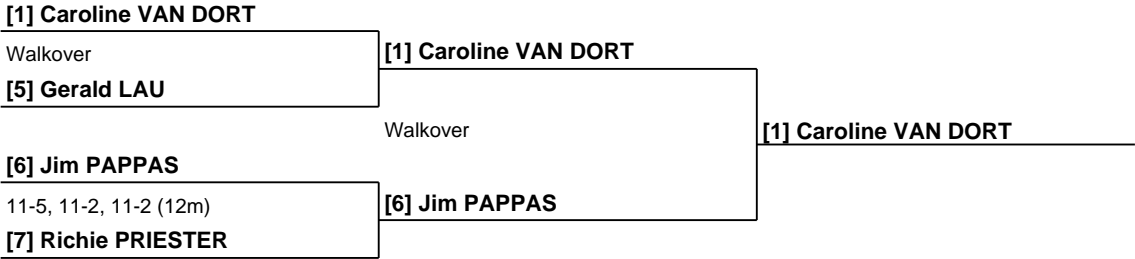 [1] Caroline VAN DORT
Walkover
[5] Gerald LAU
[1] Caroline VAN DORT
Walkover
[1] Caroline VAN DORT
[6] Jim PAPPAS
11-5, 11-2, 11-2 (12m)
[7] Richie PRIESTER
[6] Jim PAPPAS